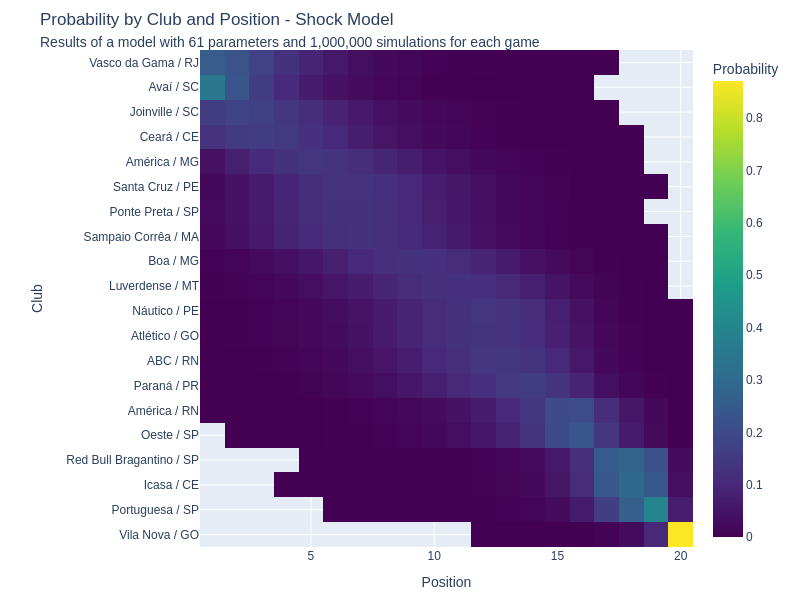 Probability by Club and Position - Shock Model
Results of a model with 61 parameters and 1,000,000 simulations for each game
Probability
Club
Vasco da Gama / RJ
Avaí / SC
Joinville / SC
Ceará / CE
América / MG
Santa Cruz / PE
Ponte Preta / SP
Sampaio Corrêa / MA
Boa / MG
Luverdense / MT
Náutico / PE
Atlético / GO
ABC / RN
Paraná / PR
América / RN
Oeste / SP
Red Bull Bragantino / SP
Icasa / CE
Portuguesa / SP
Vila Nova / GO
0.8
0.7
0.6
0.5
0.4
0.3
0.2
0.1
0
5
10
15
20
Position